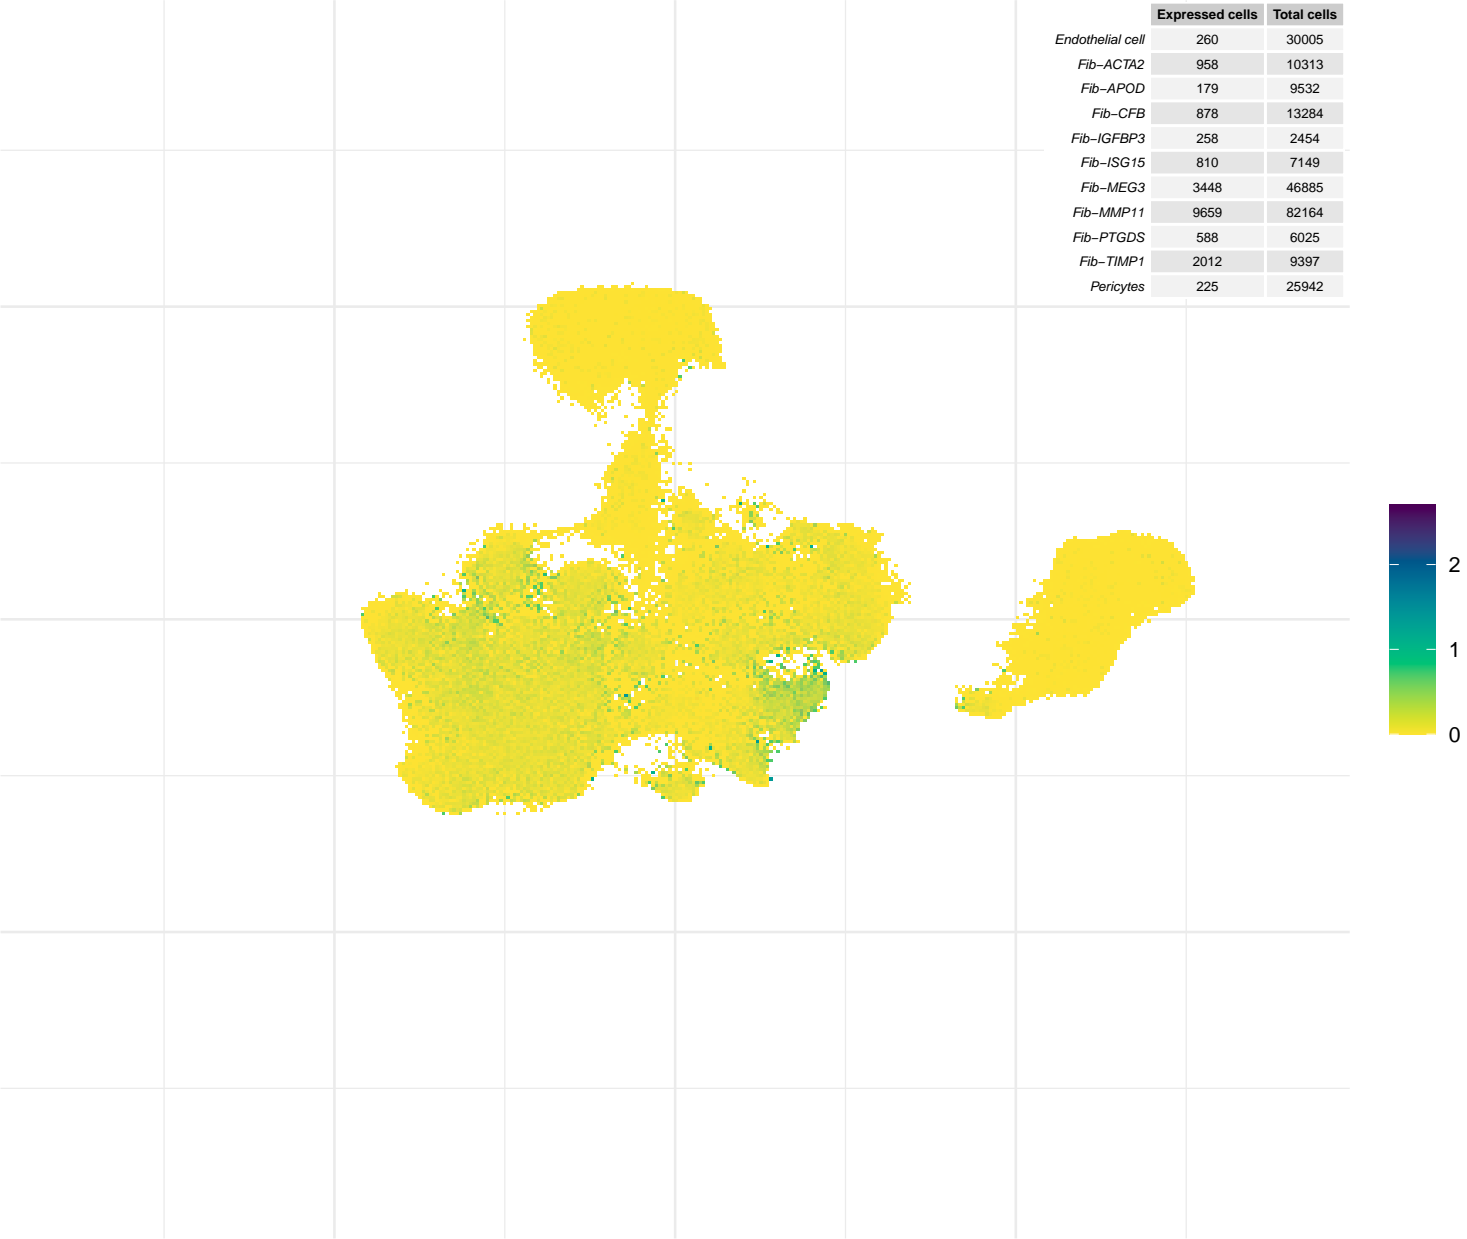 Expressed cells Total cells
Endothelial cell 260 30005
Fib−ACTA2 958 10313
Fib−APOD 179 9532
Fib−CFB 878 13284
Fib−IGFBP3 258 2454
Fib−ISG15 810 7149
Fib−MEG3 3448 46885
Fib−MMP11 9659 82164
Fib−PTGDS 588 6025
Fib−TIMP1 2012 9397
Pericytes 225 25942
2
1
0